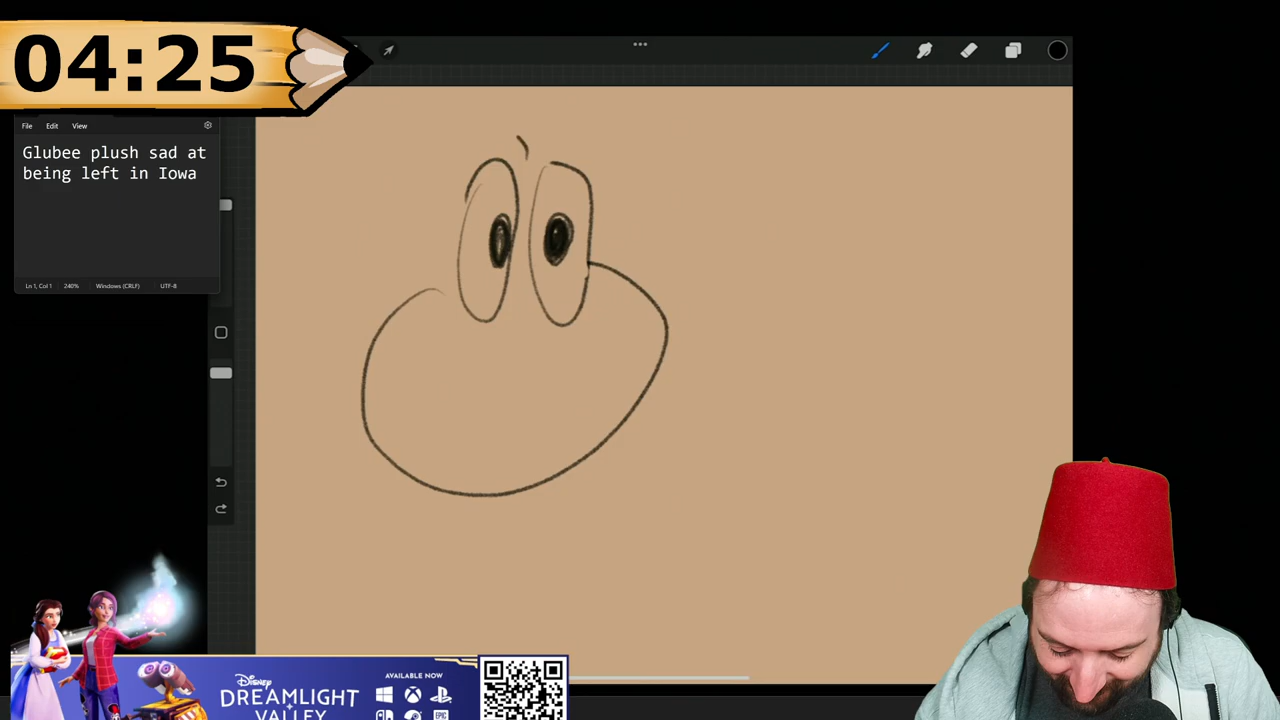 04:25
File Edit View
Glubee plush sad at
being left in Iowa
Ln 1, Col 1 240% Windows (CRLF) UTF-8
Disney
DREAMLIGHT
VALLEY
AVAILABLE NOW
EPIC